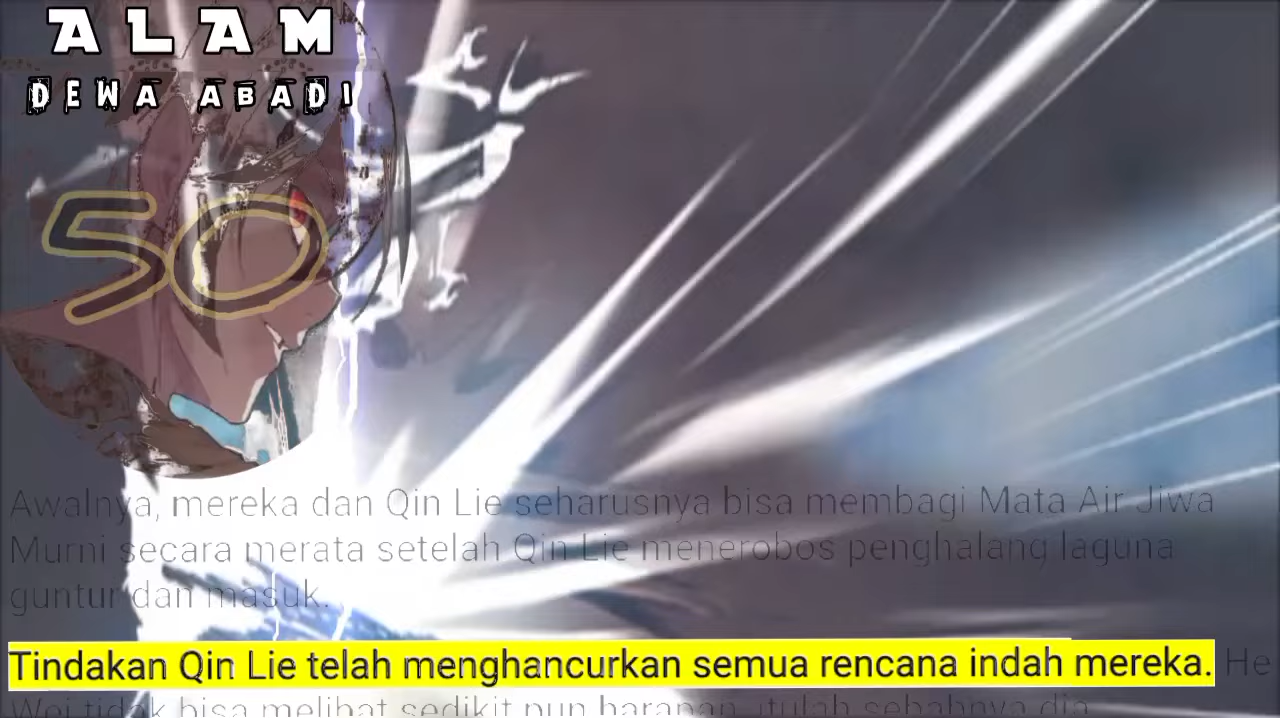 ALAM
DEWA ABADI
50
Awalnya, mereka dan Qin Lie seharusnya bisa membagi Mata Air Jiwa
Murni secara merata setelah Qin Lie menerobos penghalang laguna
guntur dan masuk.
Tindakan Qin Lie telah menghancurkan semua rencana indah mereka. He
Wei tidak bisa melihat sedikit pun harapan, itulah sebabnya dia